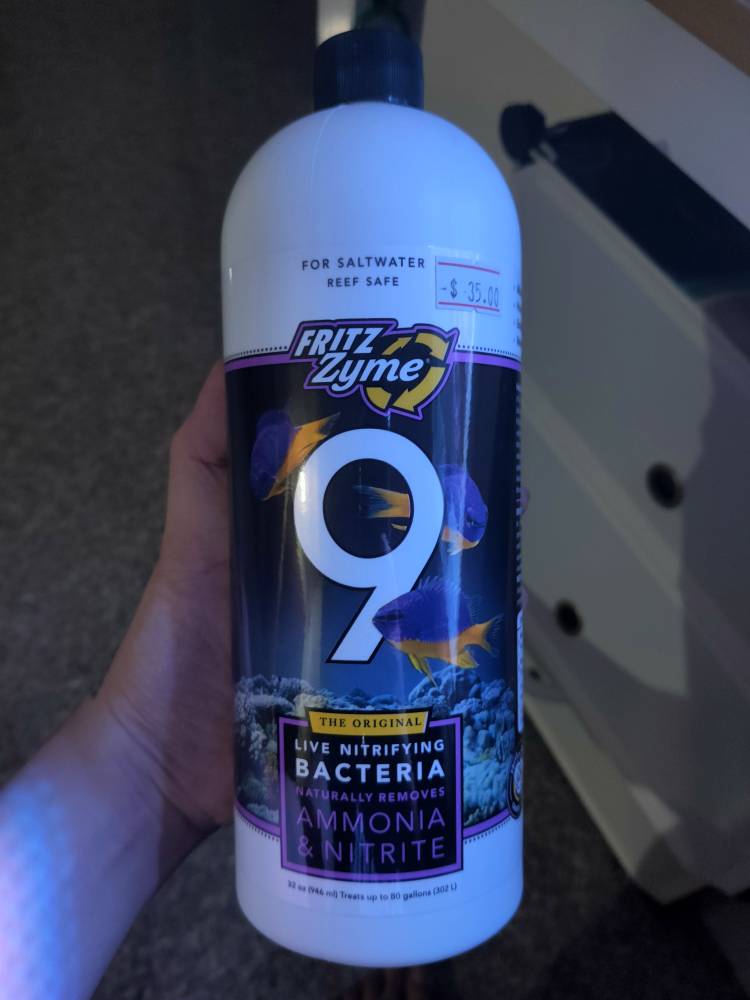 FOR SALTWATER
REEF SAFE
-$ 35.00
FRITZ
Zyme
9
THE ORIGINAL
LIVE NITRIFYING
BACTERIA
NATURALLY REMOVES
AMMONIA
& NITRITE
32 oz (946 ml) Treats up to 80 gallons (302 L)